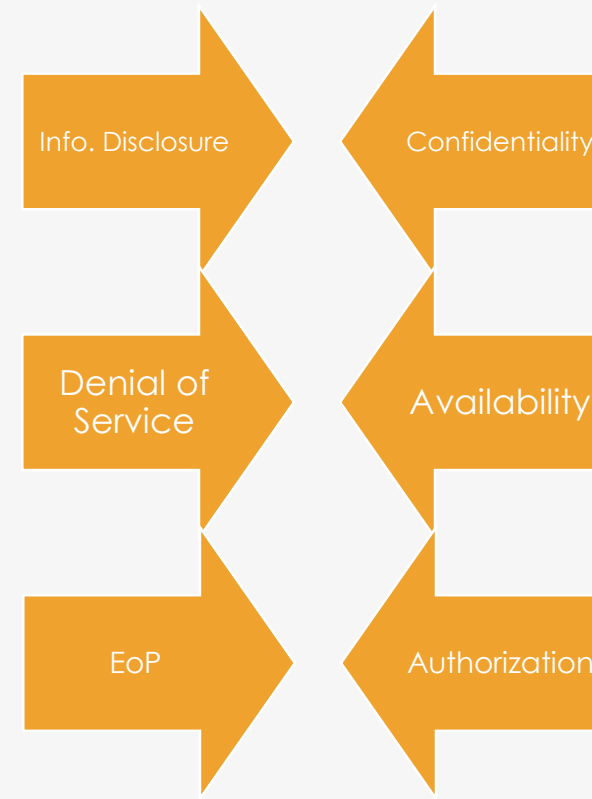 Info. Disclosure
Confidentiality
Denial of
Service
Availability
EoP
Authorization